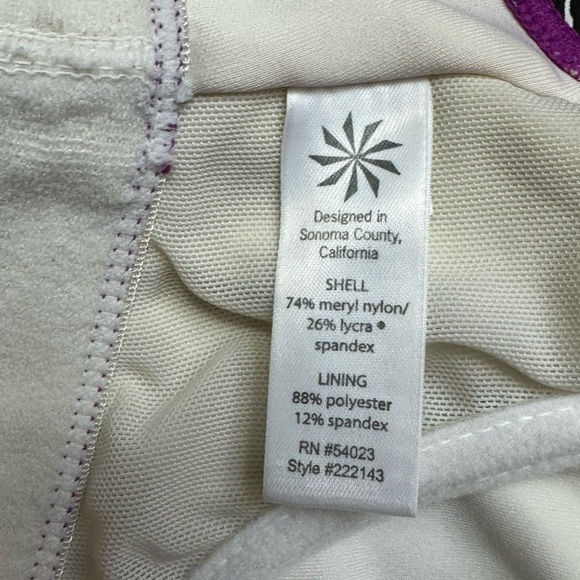 Designed in
Sonoma County,
California
SHELL
74% meryl nylon/
26% lycra ®
spandex
LINING
88% polyester
12% spandex
RN #54023
Style #222143